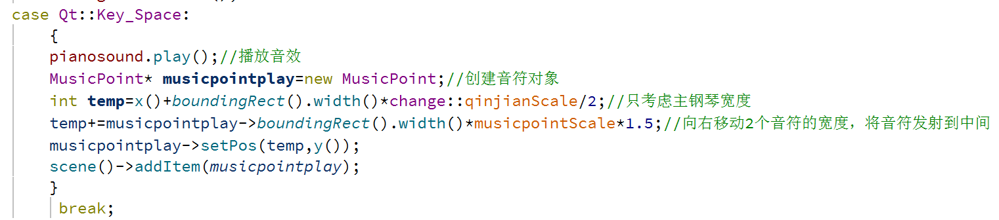 case Qt::Key_Space:
{
pianosound.play();//播放音效
MusicPoint* musicpointplay=new MusicPoint;//创建音符对象
int temp=x()+boundingRect().width()*change::qinjianScale/2;//只考虑主钢琴宽度
temp+=musicpointplay->boundingRect().width()*musicpointScale*1.5;//向右移动2个音符的宽度，将音符发射到中间
musicpointplay->setPos(temp,y());
scene()->addItem(musicpointplay);
}
break;